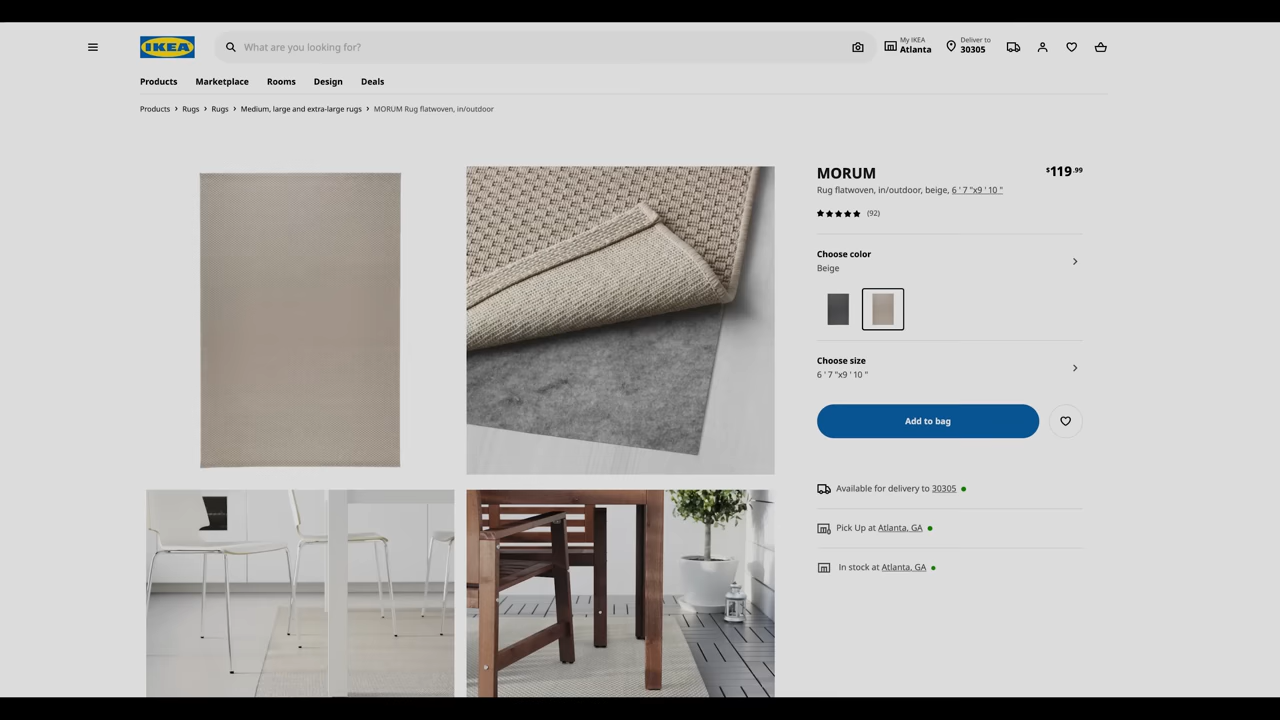 IKEA
What are you looking for?
My IKEA
Atlanta
Deliver to
30305
Products
Marketplace
Rooms
Design
Deals
Products > Rugs > Rugs > Medium, large and extra-large rugs > MORUM Rug flatwoven, in/outdoor
MORUM
$119.99
Rug flatwoven, in/outdoor, beige, 6 ' 7 "x9 ' 10 "
(92)
Choose color
Beige
Choose size
6 ' 7 "x9 ' 10 "
Add to bag
Available for delivery to 30305
Pick Up at Atlanta, GA
In stock at Atlanta, GA